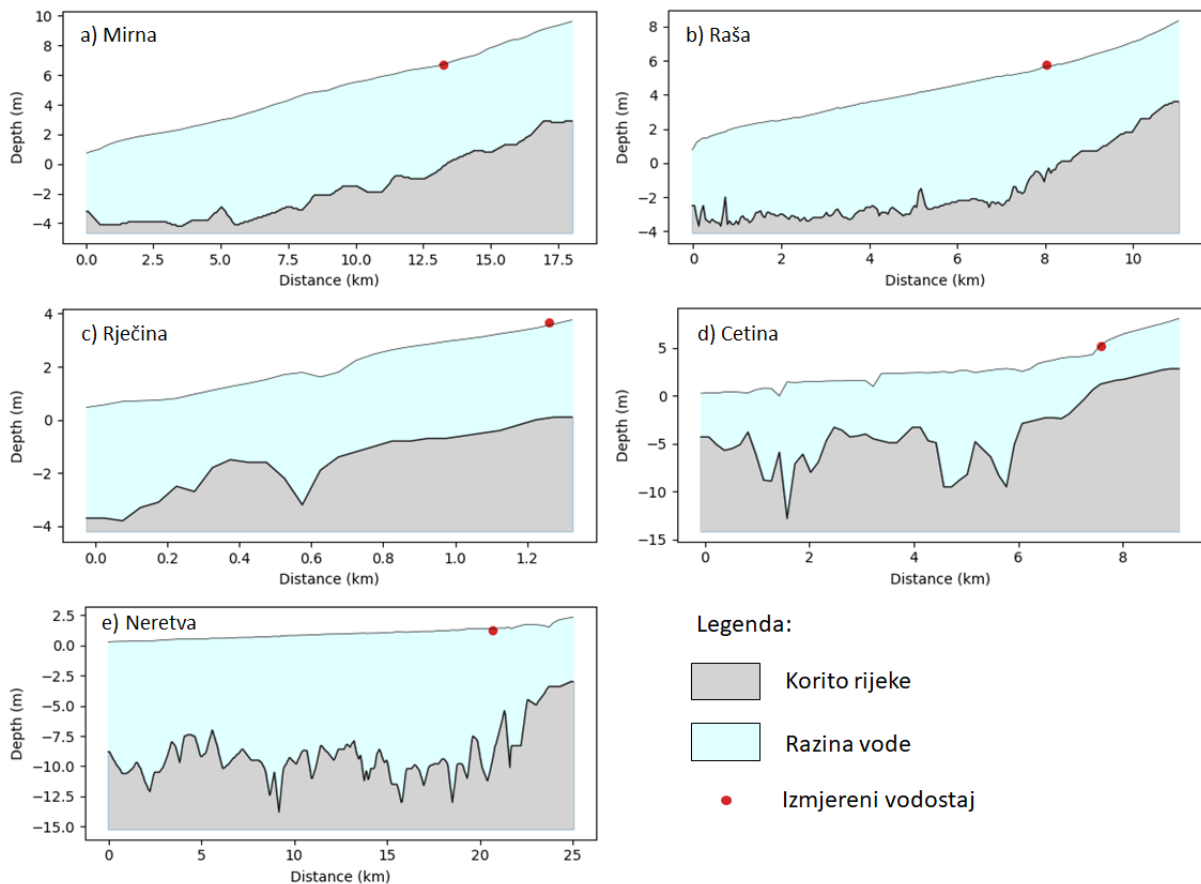 a) Mirna
Depth (m)
10
8
6
4
2
0
−2
−4
0.0 2.5 5.0 7.5 10.0 12.5 15.0 17.5
Distance (km)
b) Raša
Depth (m)
8
6
4
2
0
−2
−4
0 2 4 6 8 10
Distance (km)
c) Rječina
Depth (m)
4
2
0
−2
−4
0.0 0.2 0.4 0.6 0.8 1.0 1.2
Distance (km)
d) Cetina
Depth (m)
5
0
−5
−10
−15
0 2 4 6 8
Distance (km)
e) Neretva
Depth (m)
2.5
0.0
−2.5
−5.0
−7.5
−10.0
−12.5
−15.0
0 5 10 15 20 25
Distance (km)
Legenda:
Korito rijeke
Razina vode
Izmjereni vodostaj